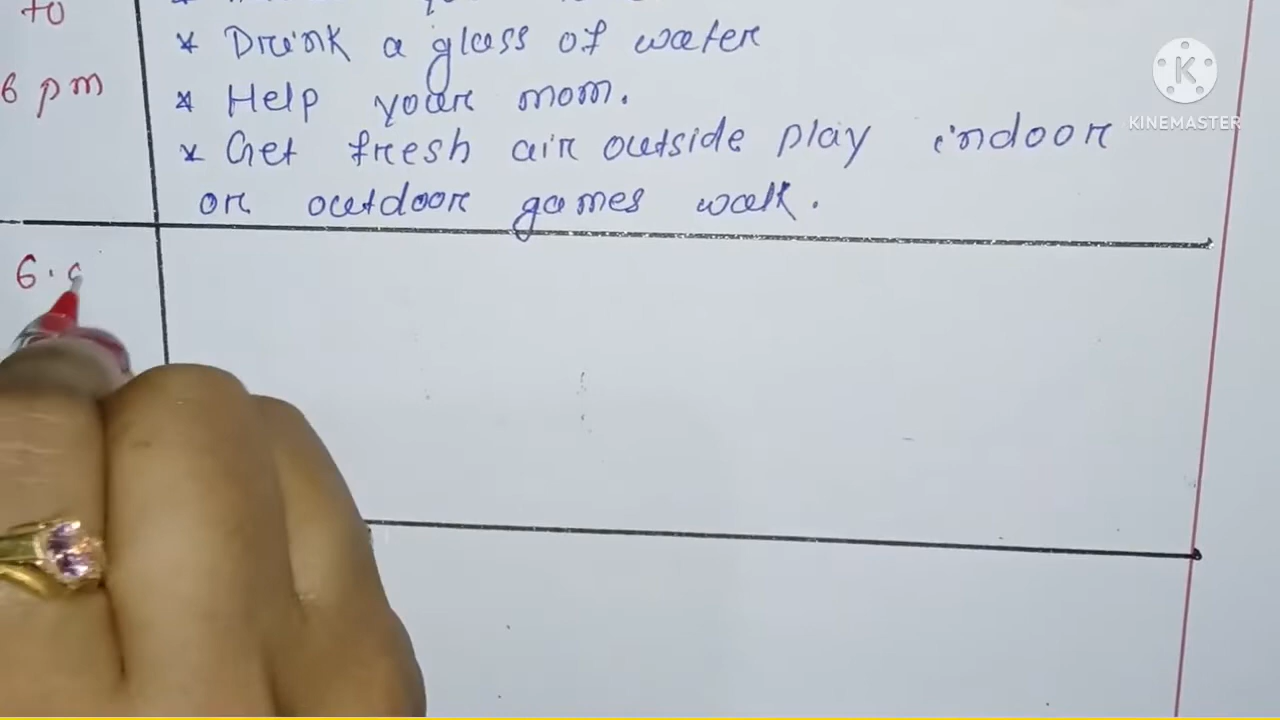 to
* Drink a glass of water
6 pm
* Help your mom.
* Get fresh air outside play indoor
or outdoor games walk.
6.
KINEMASTER